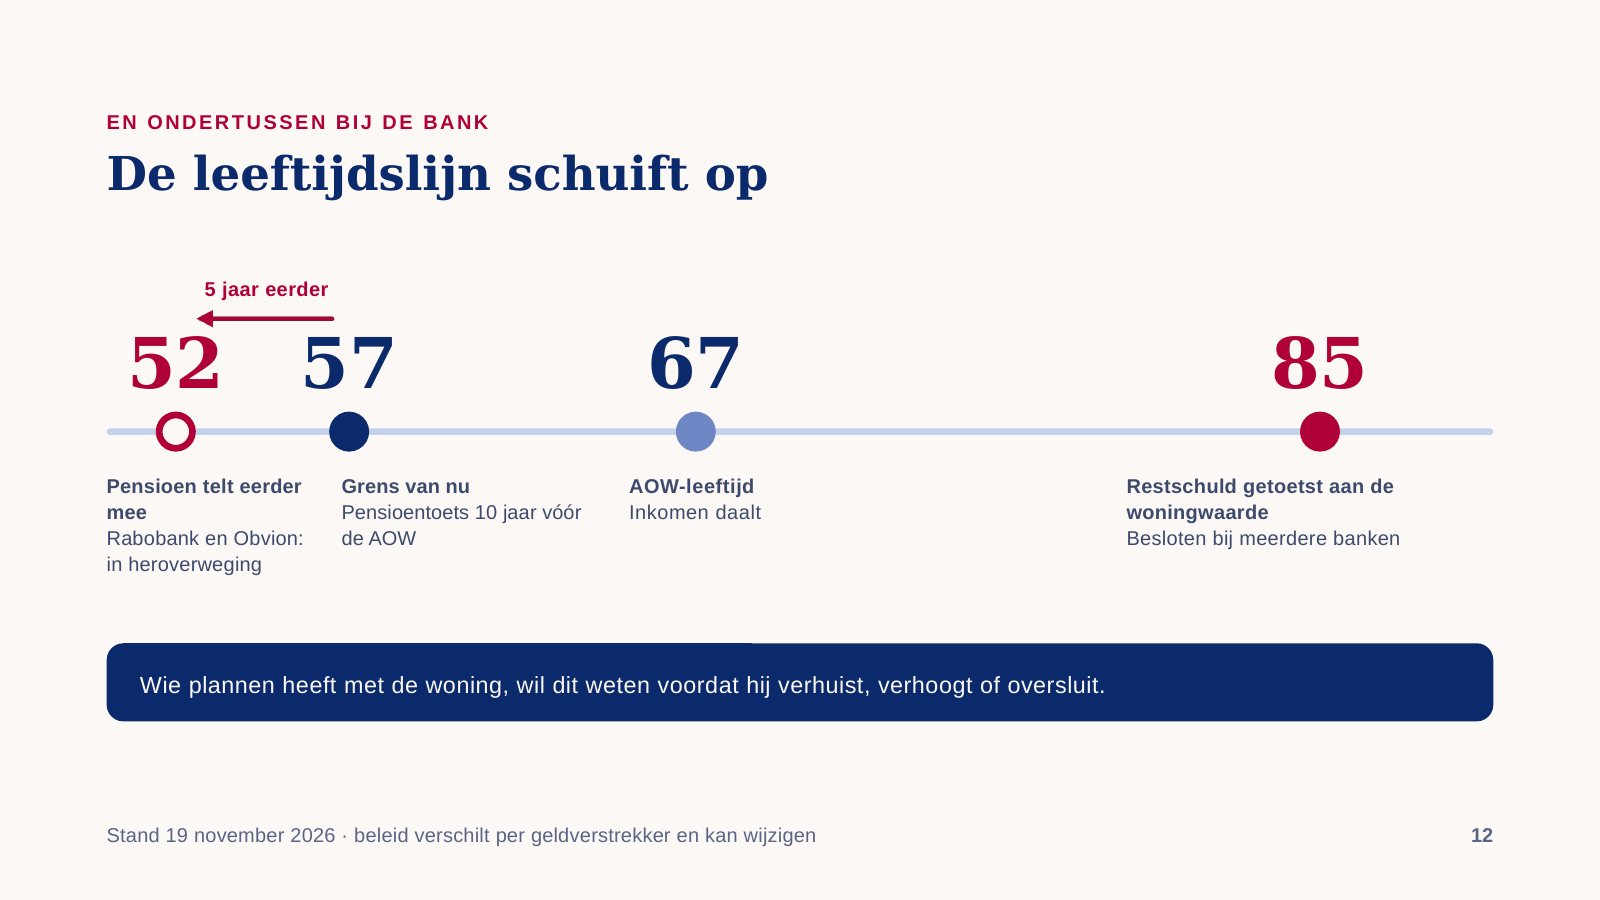 EN ONDERTUSSEN BIJ DE BANK
De leeftijdslijn schuift op
5 jaar eerder
52
57
67
85
Pensioen telt eerder
mee
Rabobank en Obvion:
in heroverweging
Grens van nu
Pensioentoets 10 jaar vóór
de AOW
AOW-leeftijd
Inkomen daalt
Restschuld getoetst aan de
woningwaarde
Besloten bij meerdere banken
Wie plannen heeft met de woning, wil dit weten voordat hij verhuist, verhoogt of oversluit.
Stand 19 november 2026 · beleid verschilt per geldverstrekker en kan wijzigen
12